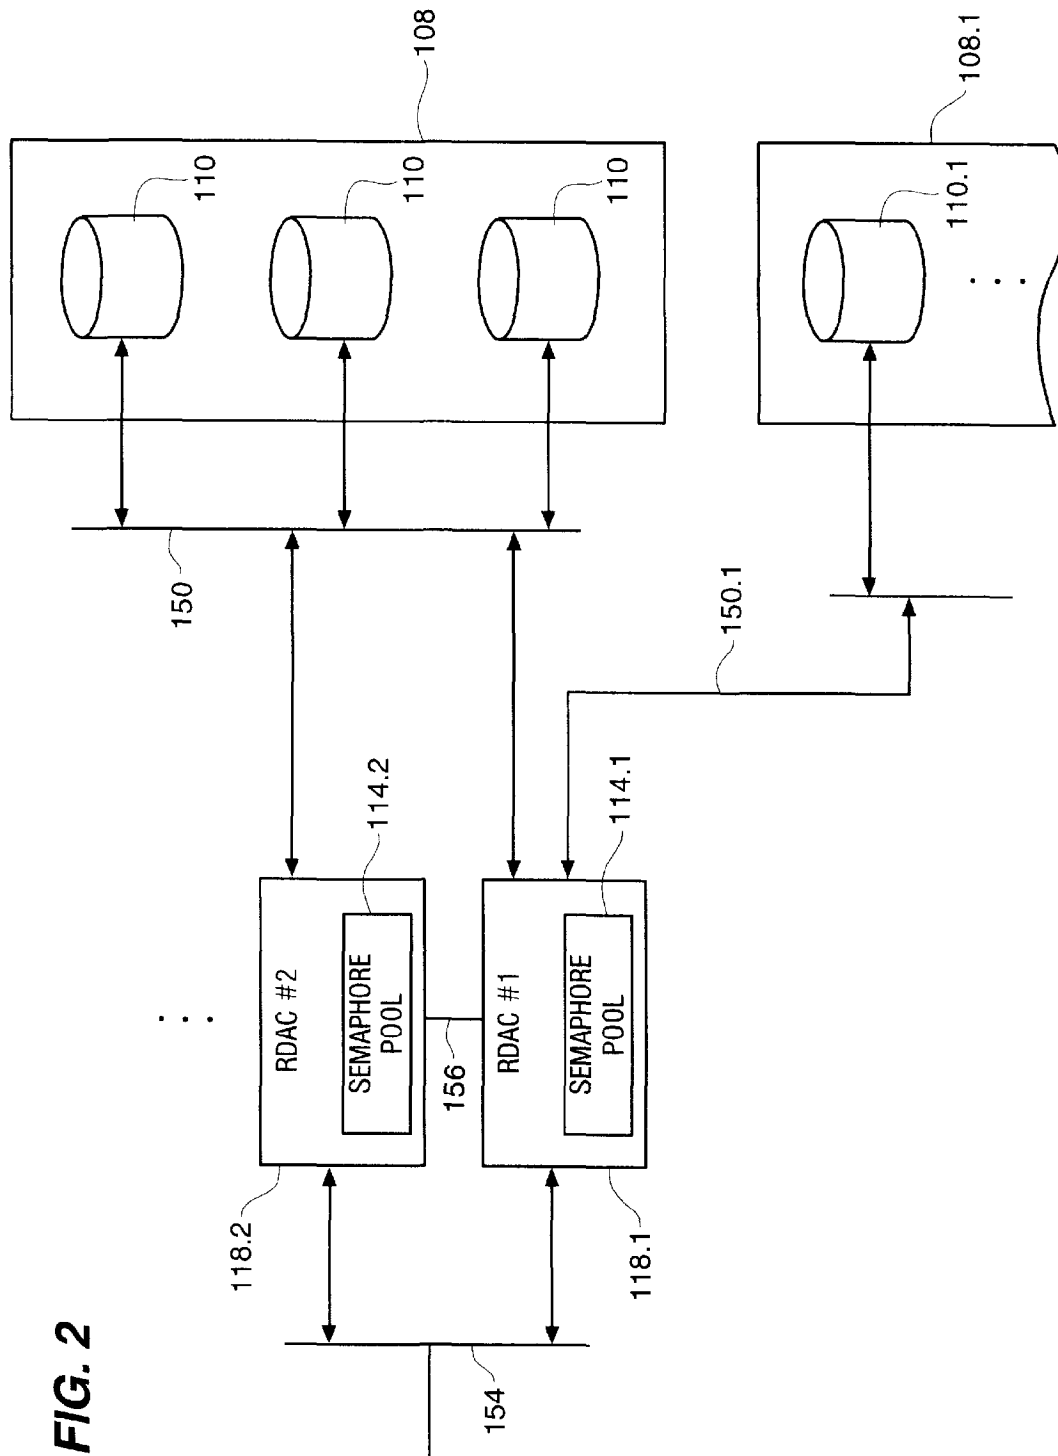 FIG. 2
154
118.2
118.1
RDAC #2
SEMAPHORE
POOL
114.2
156
RDAC #1
SEMAPHORE
POOL
114.1
150
150.1
110
110
110
108
110.1
108.1